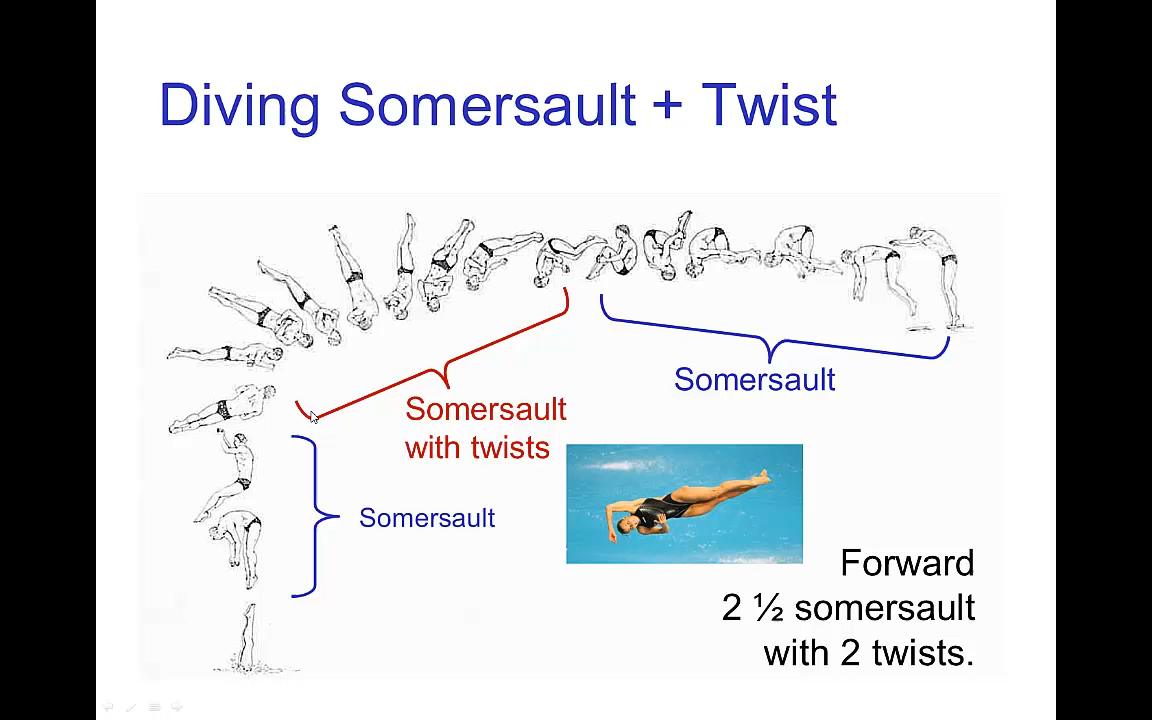 Diving Somersault + Twist
Somersault
Somersault
with twists
Somersault
Forward
2 ½ somersault
with 2 twists.